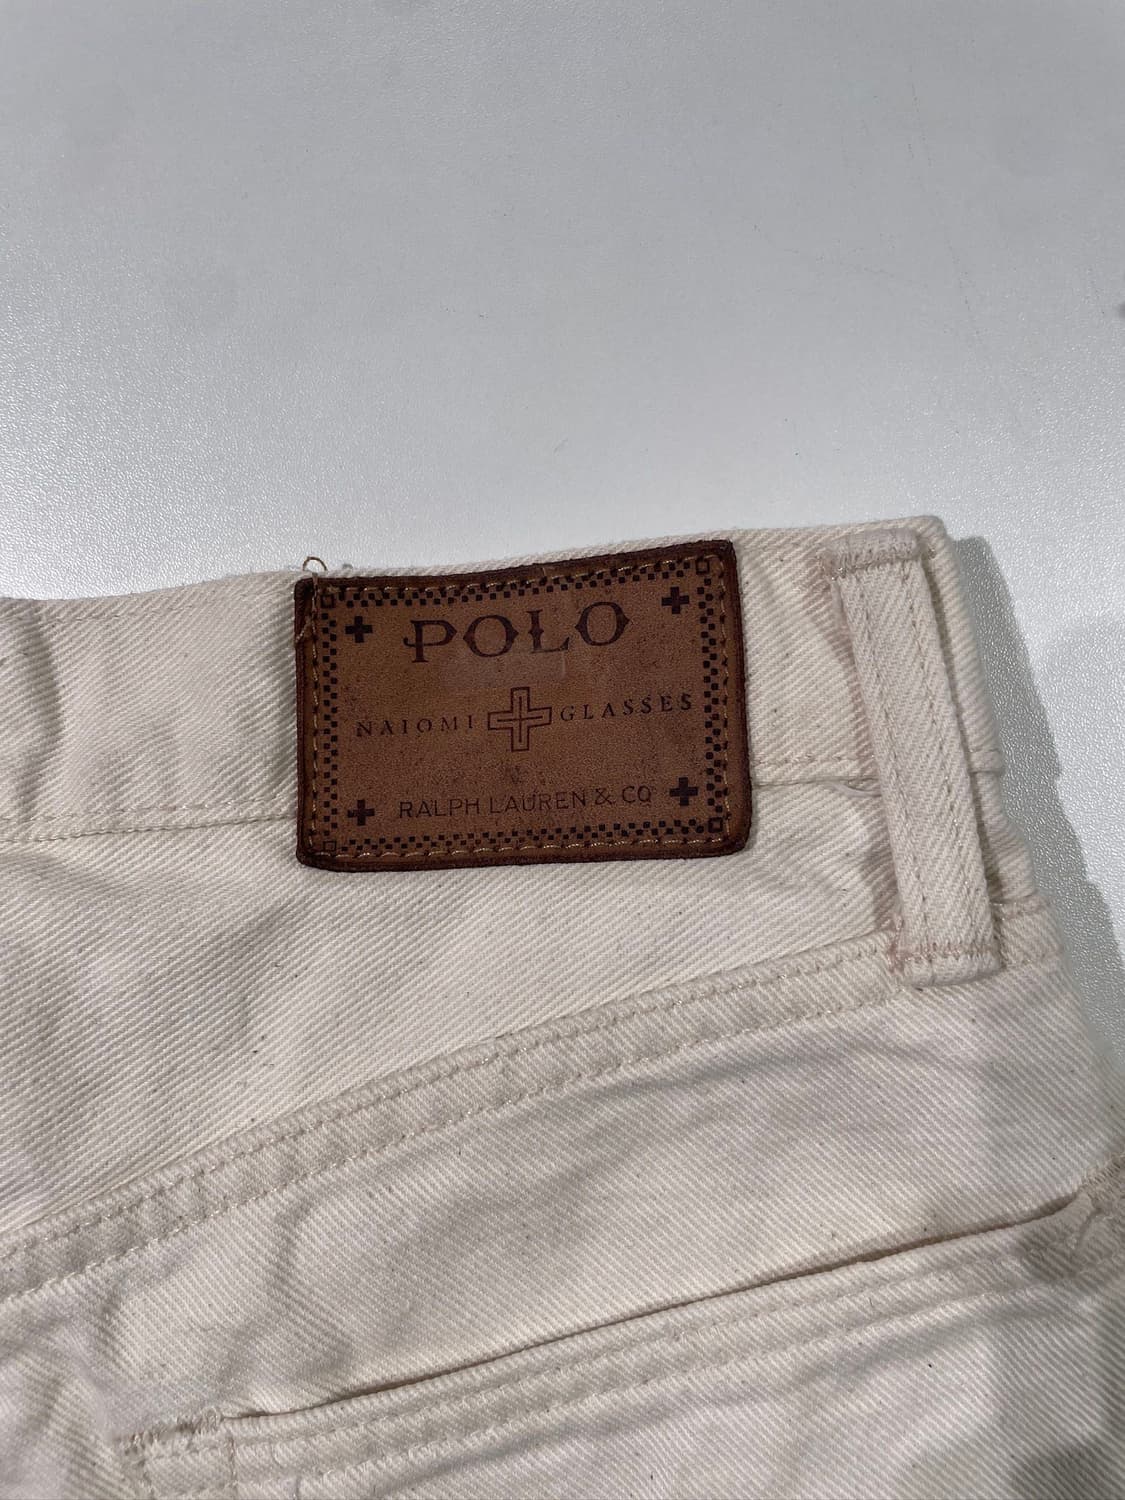 POLO
NAIOMI GLASSES
RALPH LAUREN & CO